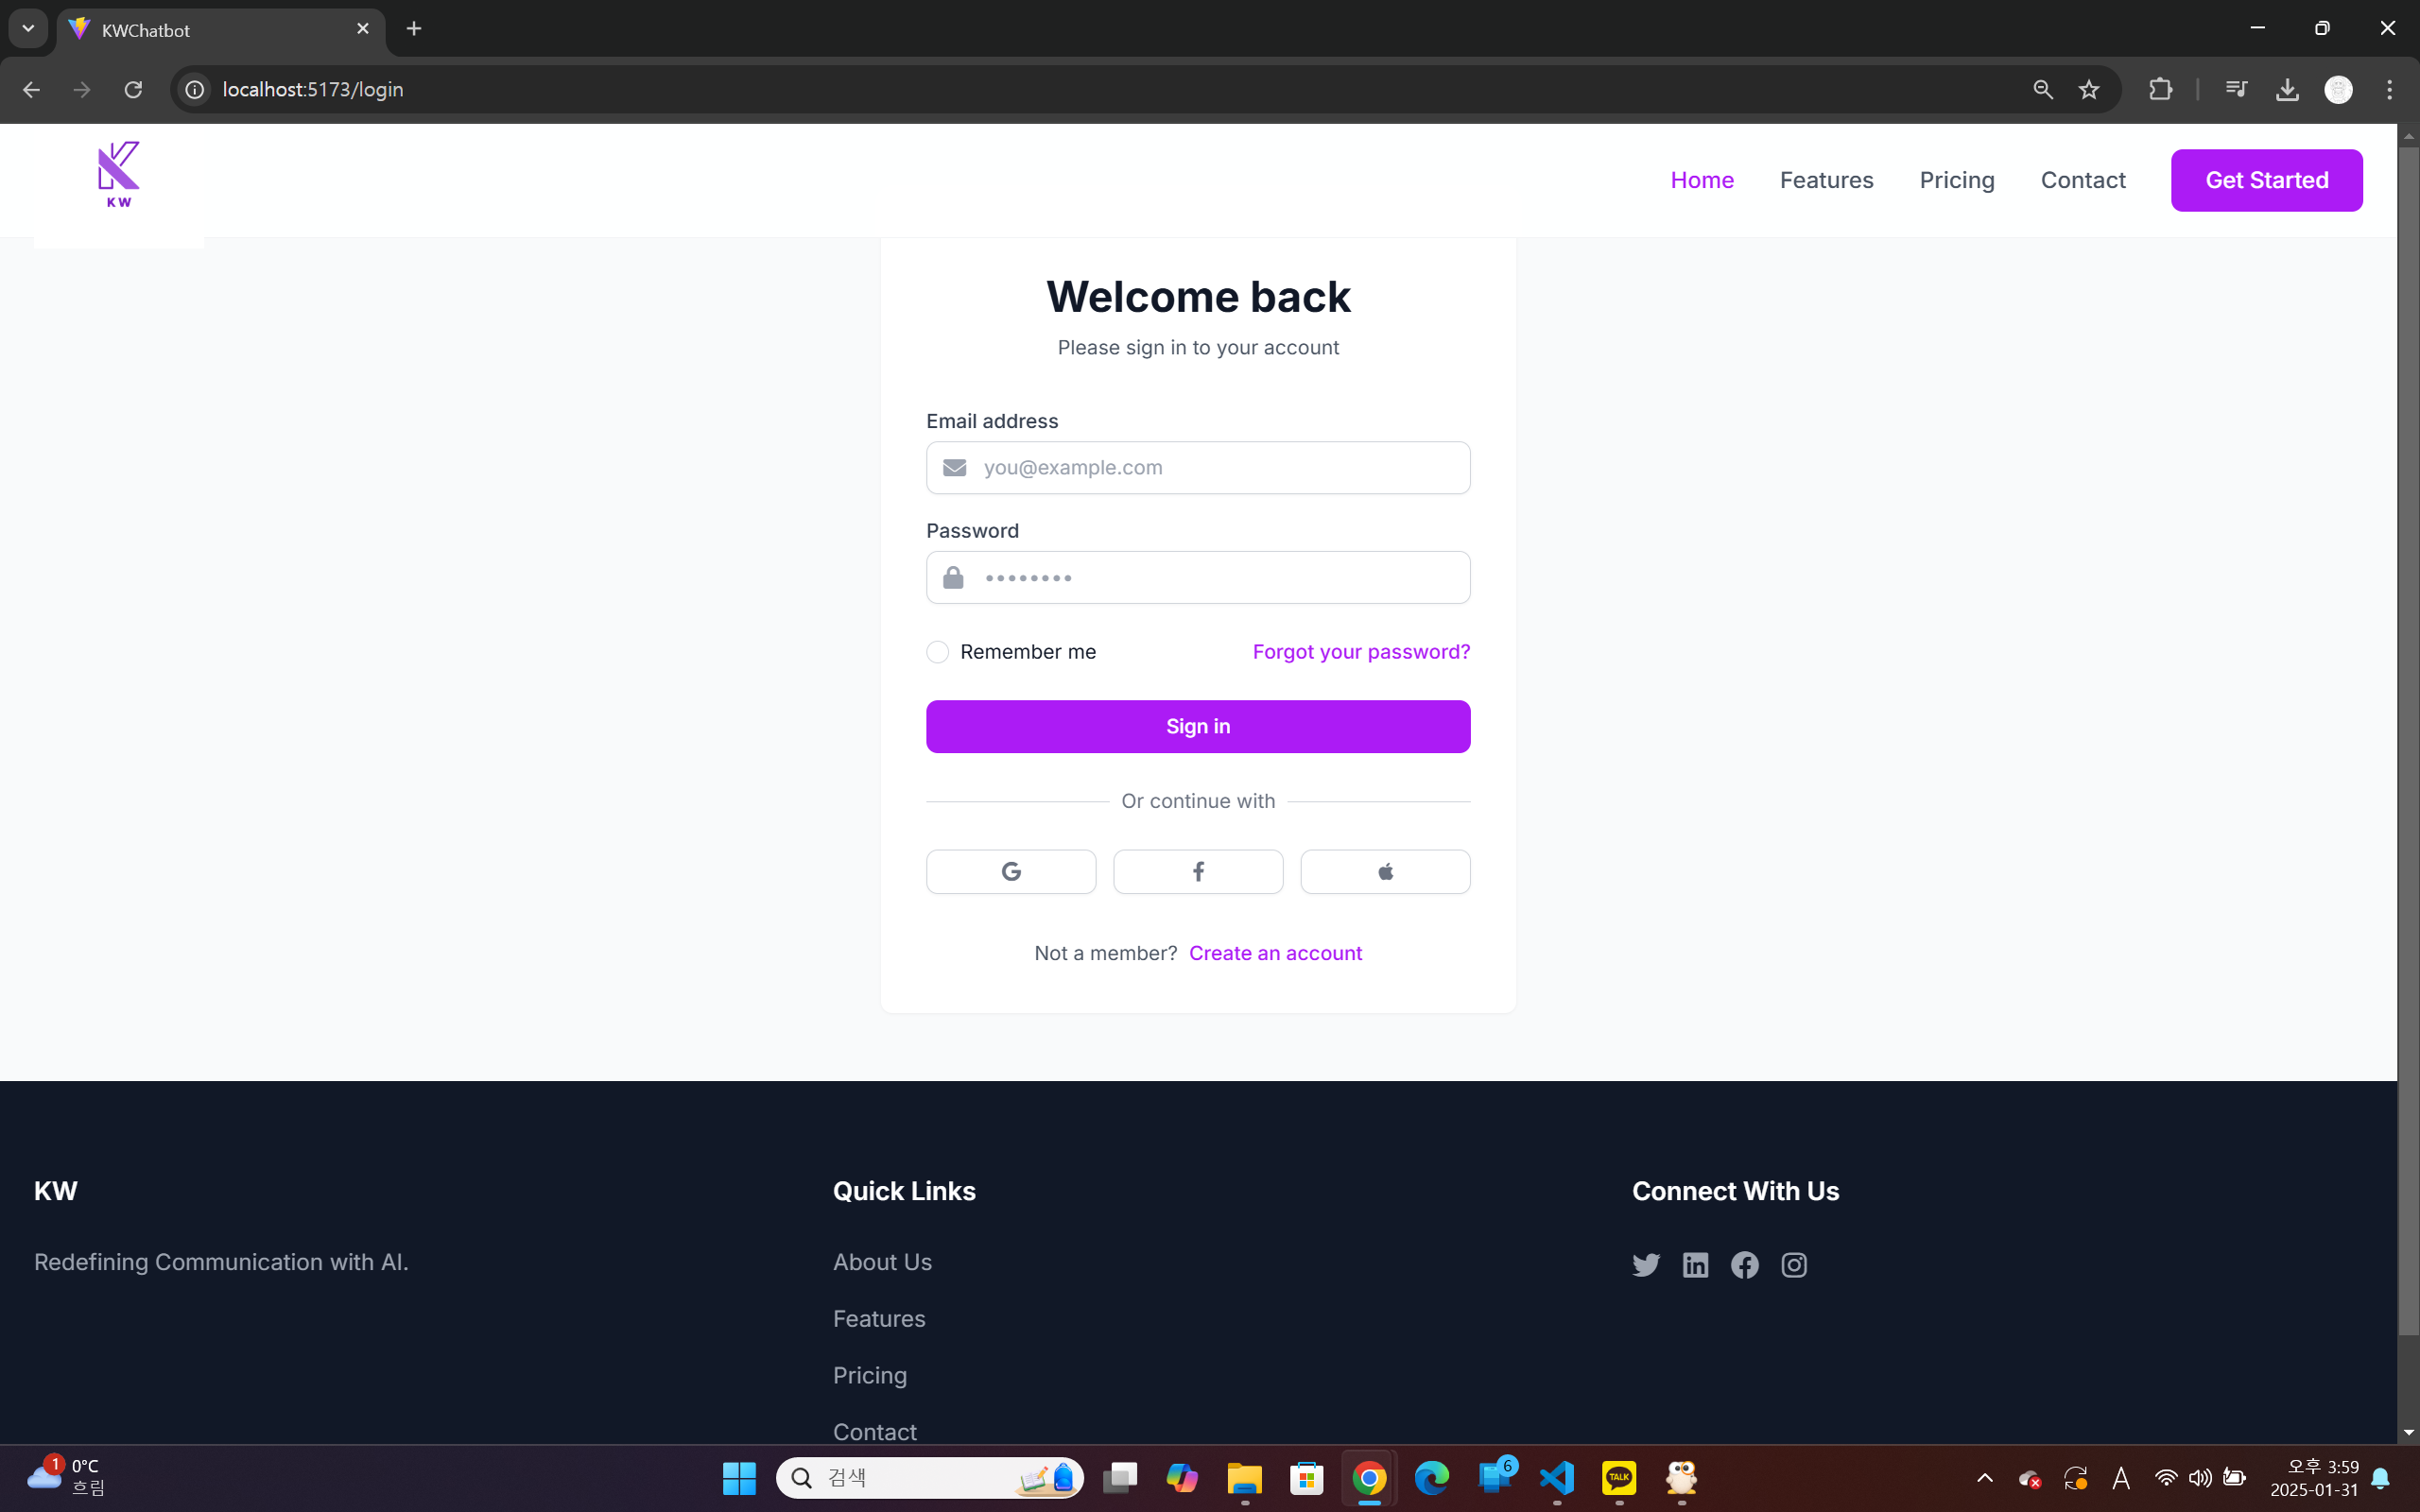 KWChatbot
localhost:5173/login
KW
Home
Features
Pricing
Contact
Get Started
Welcome back
Please sign in to your account
Email address
you@example.com
Password
••••••••
Remember me
Forgot your password?
Sign in
Or continue with
Not a member? Create an account
KW
Redefining Communication with AI.
Quick Links
About Us
Features
Pricing
Contact
Connect With Us
1
0°C
흐림
검색
6
TALK
A
오후 3:59
2025-01-31